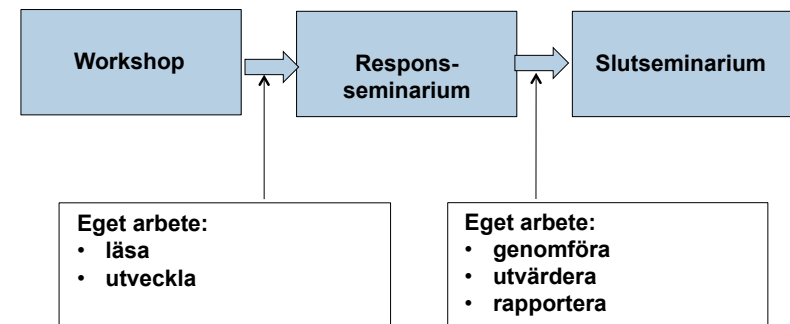 Workshop
Respons-
seminarium
Slutseminarium
Eget arbete:
• läsa
• utveckla
Eget arbete:
• genomföra
• utvärdera
• rapportera